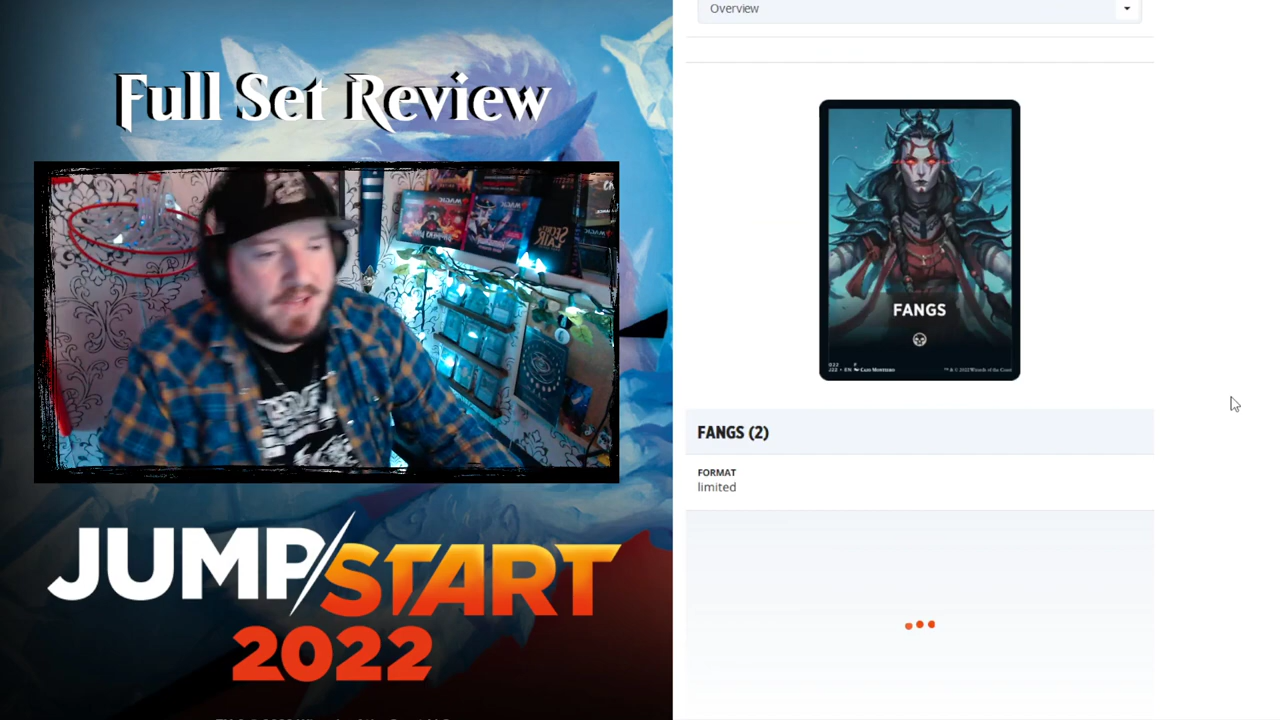 Full Set Review
JUMP/START
2022
Overview
FANGS
FANGS (2)
FORMAT
limited